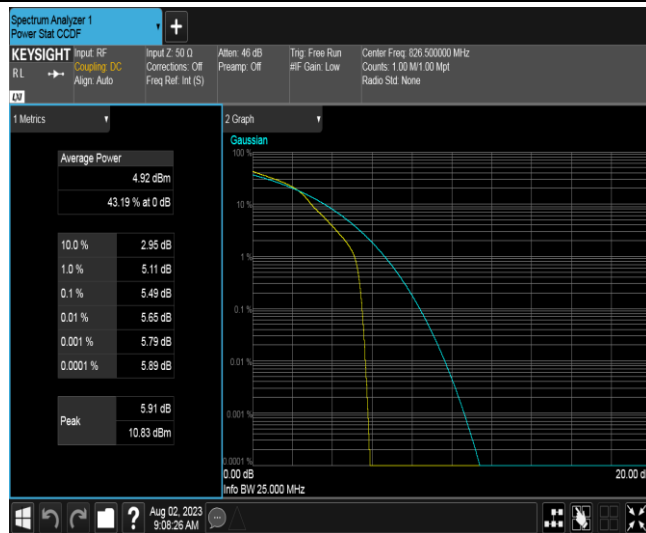 Spectrum Analyzer 1
Power Stat CCDF
+
KEYSIGHT
RL
Input: RF
Coupling: DC
Align: Auto
Input Z: 50 Ω
Corrections: Off
Freq Ref: Int (S)
Atten: 46 dB
Preamp: Off
Trig: Free Run
#IF Gain: Low
Center Freq: 826.500000 MHz
Counts: 1.00 M/1.00 Mpt
Radio Std: None
1 Metrics
Average Power
4.92 dBm
43.19 % at 0 dB
10.0 % 2.95 dB
1.0 % 5.11 dB
0.1 % 5.49 dB
0.01 % 5.65 dB
0.001 % 5.79 dB
0.0001 % 5.89 dB
Peak
5.91 dB
10.83 dBm
2 Graph
Gaussian
100 %
10 %
1 %
0.1 %
0.01 %
0.001 %
0.0001 %
0.00 dB
20.00 d
Info BW 25.000 MHz
?
Aug 02, 2023
9:08:26 AM